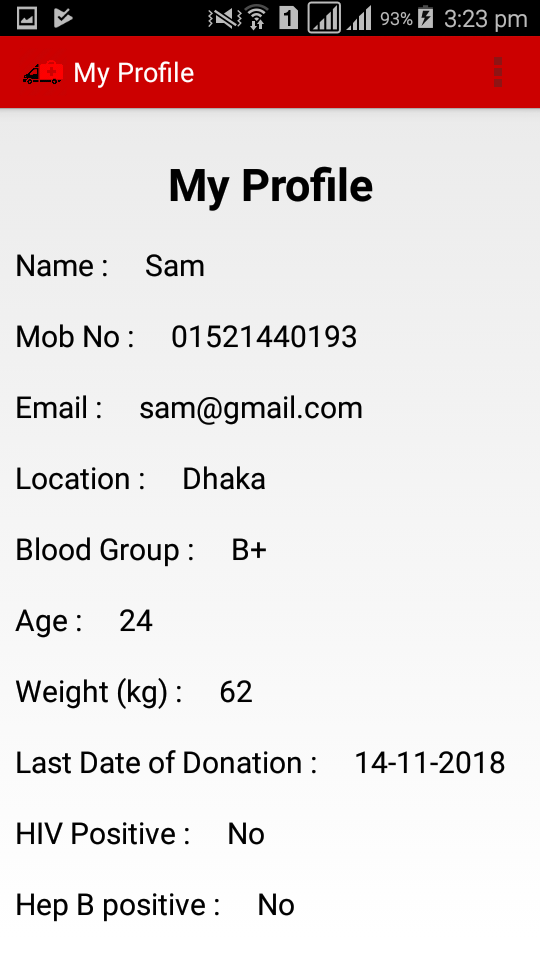 1 93% 3:23 pm
My Profile
My Profile
Name : Sam
Mob No : 01521440193
Email : sam@gmail.com
Location : Dhaka
Blood Group : B+
Age : 24
Weight (kg) : 62
Last Date of Donation : 14-11-2018
HIV Positive : No
Hep B positive : No